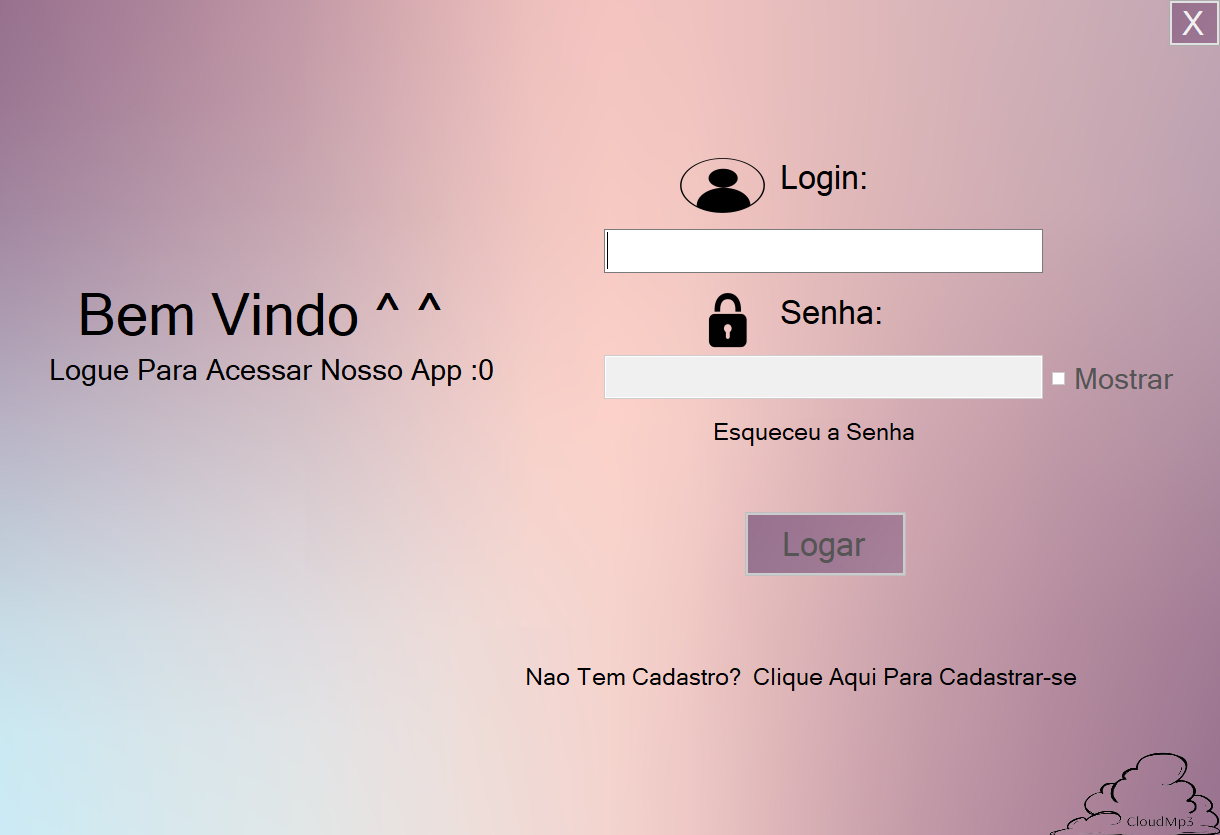 X
Login:
Bem Vindo ^ ^
Logue Para Acessar Nosso App :0
Senha:
Mostrar
Esqueceu a Senha
Logar
Nao Tem Cadastro? Clique Aqui Para Cadastrar-se
CloudMp3